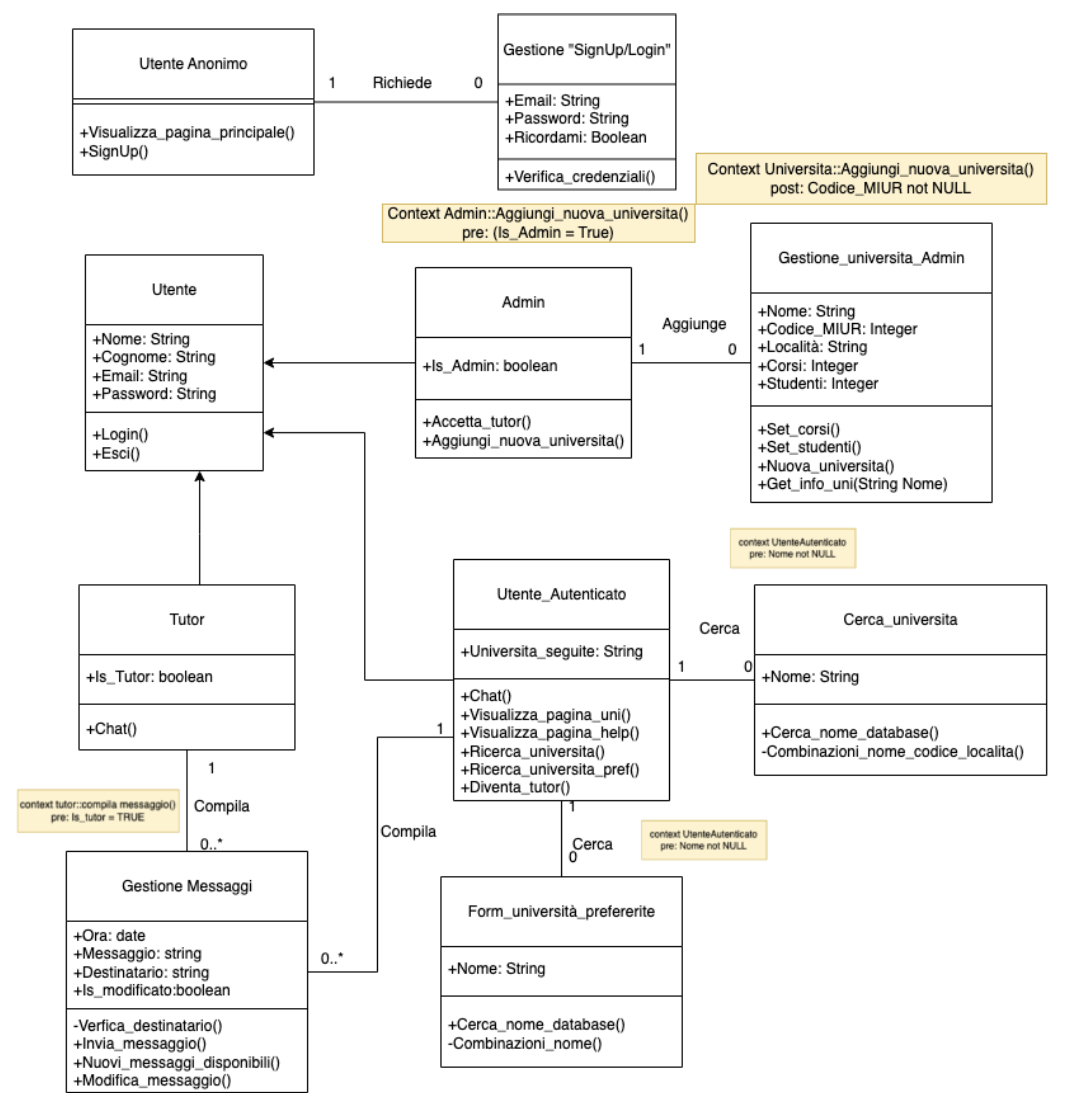 Utente Anonimo
+Visualizza_pagina_principale()
+SignUp()
1
Richiede
0
Gestione "SignUp/Login"
+Email: String
+Password: String
+Ricordami: Boolean
+Verifica_credenziali()
Context Universita::Aggiungi_nuova_universita()
post: Codice_MIUR not NULL
Context Admin::Aggiungi_nuova_universita()
pre: (Is_Admin = True)
Utente
+Nome: String
+Cognome: String
+Email: String
+Password: String
+Login()
+Esci()
Admin
+Is_Admin: boolean
+Accetta_tutor()
+Aggiungi_nuova_universita()
Aggiunge
1
0
Gestione_universita_Admin
+Nome: String
+Codice_MIUR: Integer
+Località: String
+Corsi: Integer
+Studenti: Integer
+Set_corsi()
+Set_studenti()
+Nuova_universita()
+Get_info_uni(String Nome)
context UtenteAutenticato
pre: Nome not NULL
Tutor
+Is_Tutor: boolean
+Chat()
Utente_Autenticato
+Universita_seguite: String
+Chat()
+Visualizza_pagina_uni()
+Visualizza_pagina_help()
+Ricerca_universita()
+Ricerca_universita_pref()
+Diventa_tutor()
Cerca
1
0
Cerca_universita
+Nome: String
+Cerca_nome_database()
-Combinazioni_nome_codice_localita()
1
Compila
0..*
context tutor::compila messaggio()
pre: Is_tutor = TRUE
1
Compila
0..*
1
Cerca
0
context UtenteAutenticato
pre: Nome not NULL
Gestione Messaggi
+Ora: date
+Messaggio: string
+Destinatario: string
+Is_modificato:boolean
-Verfica_destinatario()
+Invia_messaggio()
+Nuovi_messaggi_disponibili()
+Modifica_messaggio()
Form_università_prefererite
+Nome: String
+Cerca_nome_database()
-Combinazioni_nome()